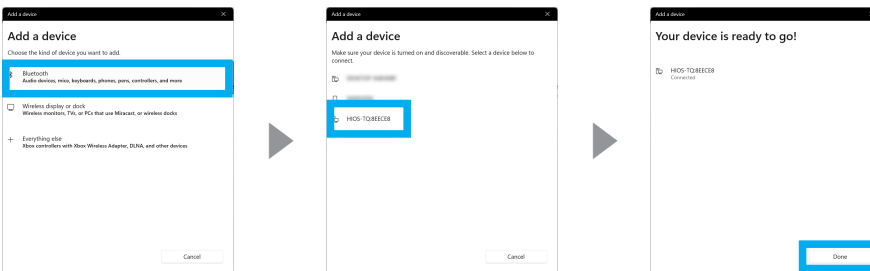 Add a device
Add a device
Choose the kind of device you want to add.
Bluetooth
Audio devices, mice, keyboards, phones, pens, controllers, and more
Wireless display or dock
Wireless monitors, TVs, or PCs that use Miracast, or wireless docks
Everything else
Xbox controllers with Xbox Wireless Adapter, DLNA, and other devices
Cancel
Add a device
Add a device
Make sure your device is turned on and discoverable. Select a device below to
connect.
HIOS-TQ:8EECE8
Cancel
Add a device
Your device is ready to go!
HIOS-TQ:8EECE8
Connected
Done